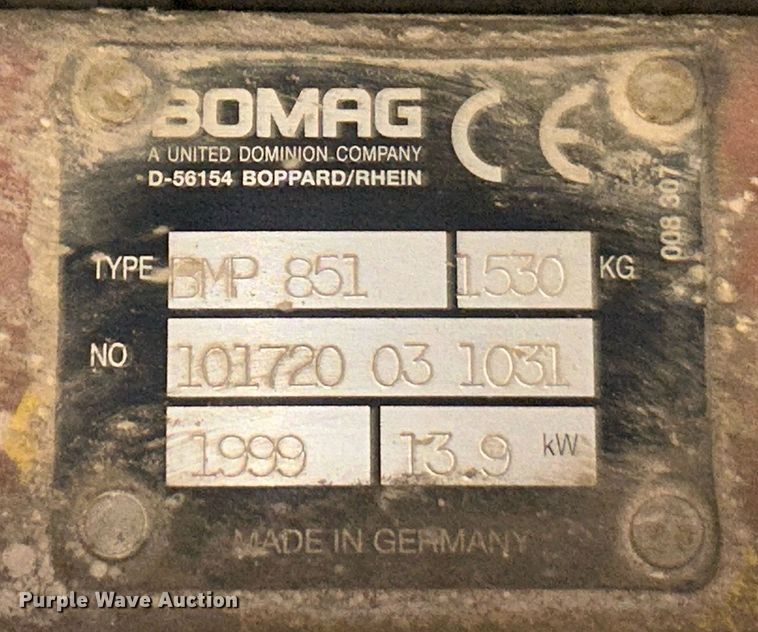 BOMAG
A UNITED DOMINION COMPANY
D-56154 BOPPARD/RHEIN
CE
008 307
TYPE BMP 851 1530 KG
NO 101720 03 1031
1999 13.9 kW
MADE IN GERMANY
Purple Wave Auction